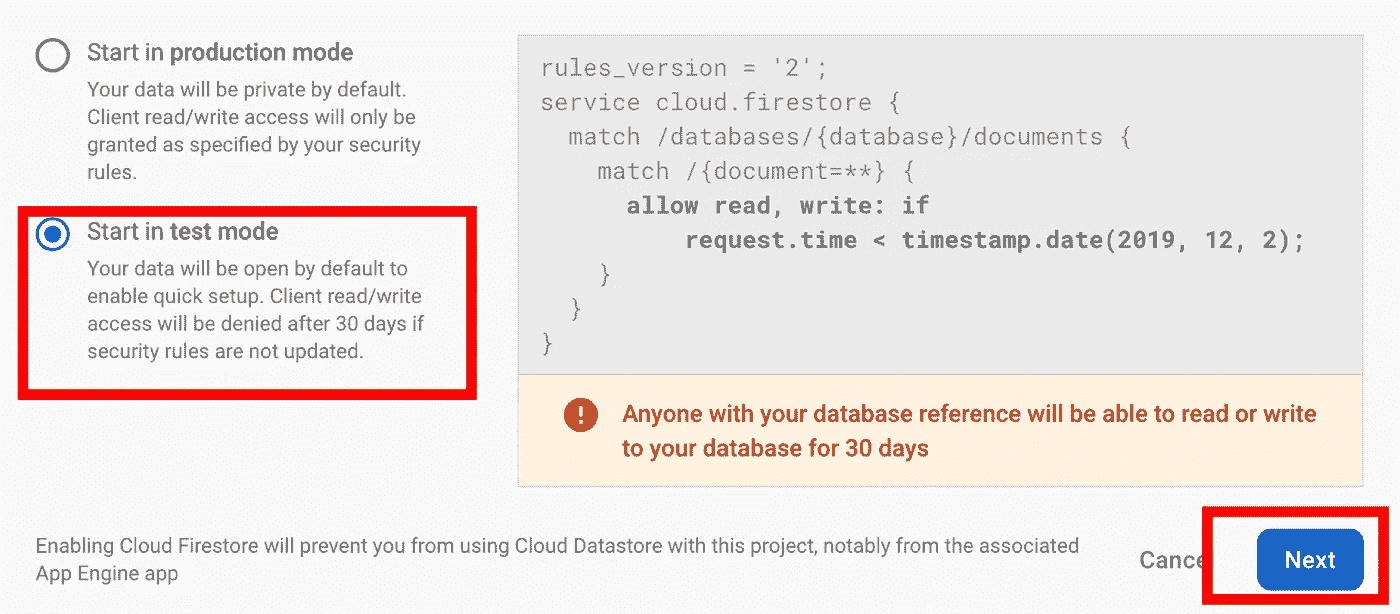 Start in production mode
Your data will be private by default.
Client read/write access will only be
granted as specified by your security
rules.
Start in test mode
Your data will be open by default to
enable quick setup. Client read/write
access will be denied after 30 days if
security rules are not updated.
rules_version = '2';
service cloud.firestore {
  match /databases/{database}/documents {
    match /{document=**} {
      allow read, write: if
          request.time < timestamp.date(2019, 12, 2);
    }
  }
}
Anyone with your database reference will be able to read or write
to your database for 30 days
Enabling Cloud Firestore will prevent you from using Cloud Datastore with this project, notably from the associated
App Engine app
Cancel
Next